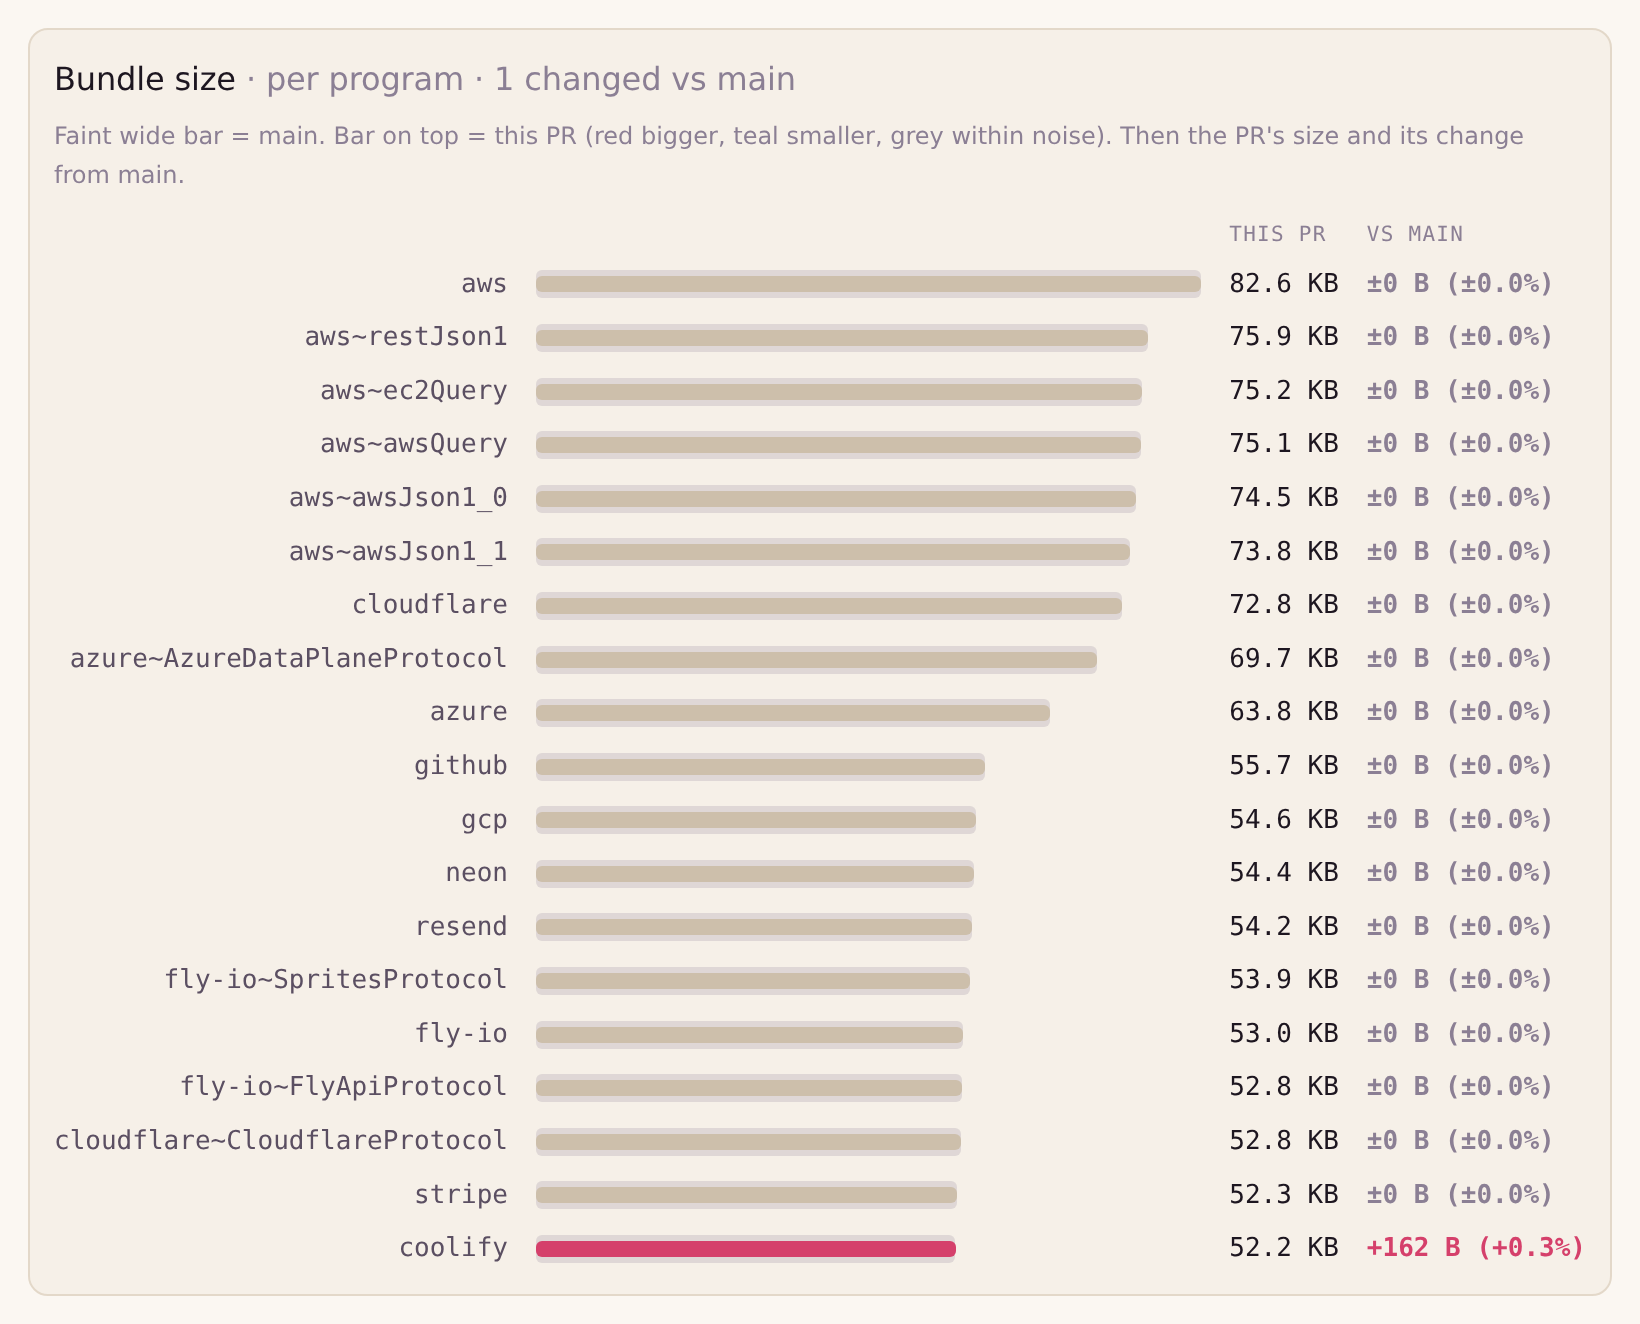 Bundle size · per program · 1 changed vs main
Faint wide bar = main. Bar on top = this PR (red bigger, teal smaller, grey within noise). Then the PR's size and its change
from main.
THIS PR VS MAIN
aws 82.6 KB ±0 B (±0.0%)
aws~restJson1 75.9 KB ±0 B (±0.0%)
aws~ec2Query 75.2 KB ±0 B (±0.0%)
aws~awsQuery 75.1 KB ±0 B (±0.0%)
aws~awsJson1_0 74.5 KB ±0 B (±0.0%)
aws~awsJson1_1 73.8 KB ±0 B (±0.0%)
cloudflare 72.8 KB ±0 B (±0.0%)
azure~AzureDataPlaneProtocol 69.7 KB ±0 B (±0.0%)
azure 63.8 KB ±0 B (±0.0%)
github 55.7 KB ±0 B (±0.0%)
gcp 54.6 KB ±0 B (±0.0%)
neon 54.4 KB ±0 B (±0.0%)
resend 54.2 KB ±0 B (±0.0%)
fly-io~SpritesProtocol 53.9 KB ±0 B (±0.0%)
fly-io 53.0 KB ±0 B (±0.0%)
fly-io~FlyApiProtocol 52.8 KB ±0 B (±0.0%)
cloudflare~CloudflareProtocol 52.8 KB ±0 B (±0.0%)
stripe 52.3 KB ±0 B (±0.0%)
coolify 52.2 KB +162 B (+0.3%)